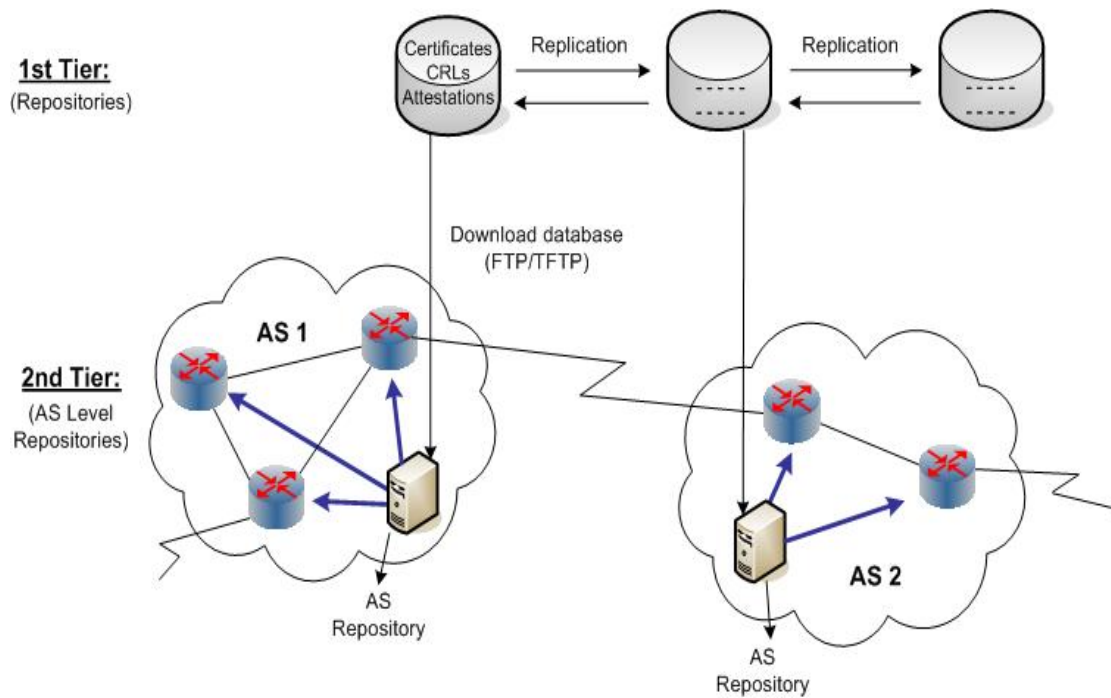 1st Tier:
(Repositories)
Certificates
CRLs
Attestations
Replication
Replication
Download database
(FTP/TFTP)
2nd Tier:
(AS Level
Repositories)
AS 1
AS 2
AS
Repository
AS
Repository